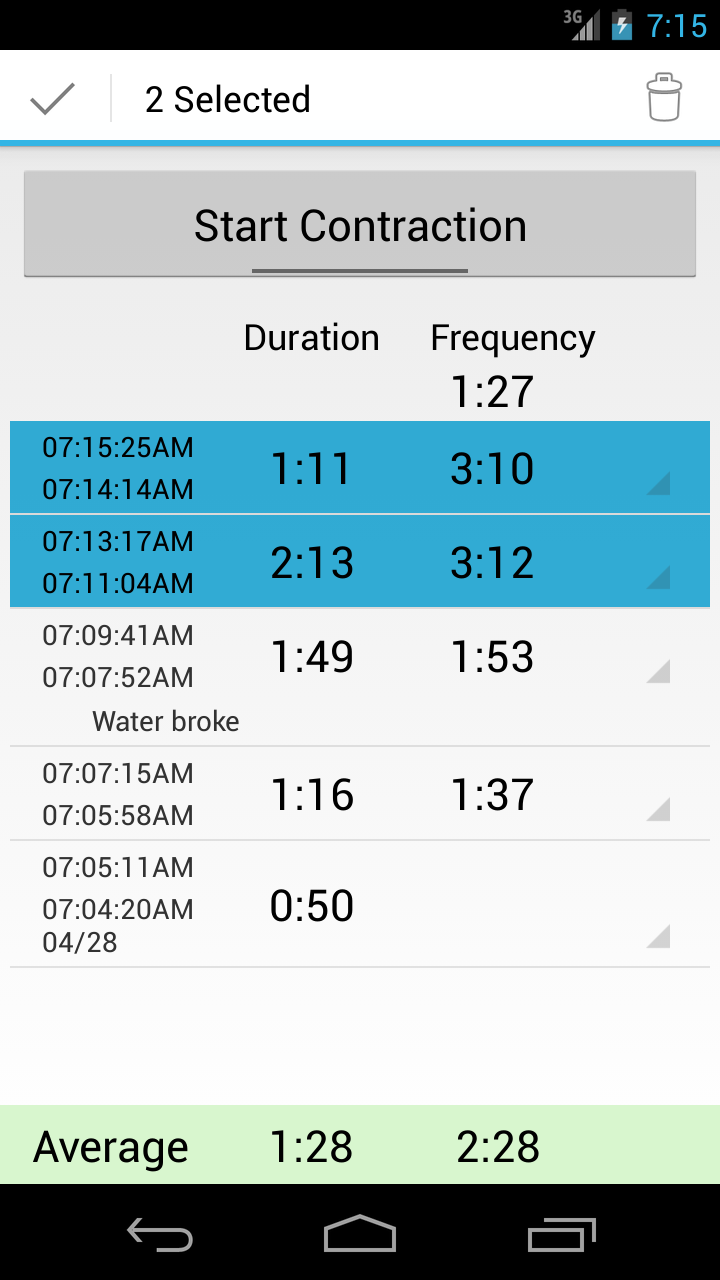 3G 7:15
2 Selected
Start Contraction
Duration Frequency
1:27
07:15:25AM
07:14:14AM
1:11 3:10
07:13:17AM
07:11:04AM
2:13 3:12
07:09:41AM
07:07:52AM
1:49 1:53
Water broke
07:07:15AM
07:05:58AM
1:16 1:37
07:05:11AM
07:04:20AM
04/28
0:50
Average 1:28 2:28